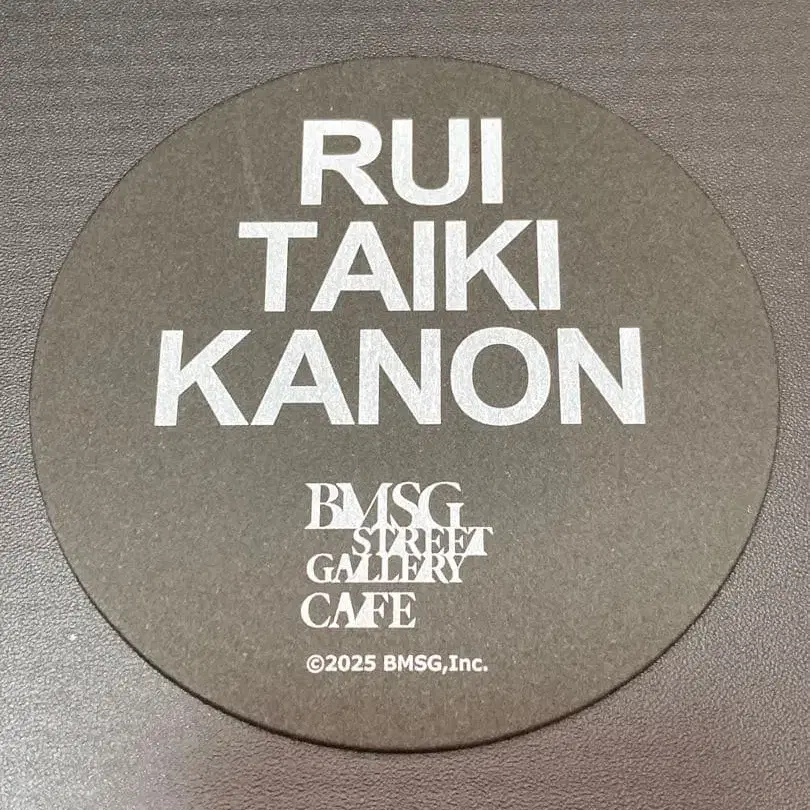 RUI
TAIKI
KANON
BMSG
STREET
GALLERY
CAFE
©2025 BMSG,Inc.